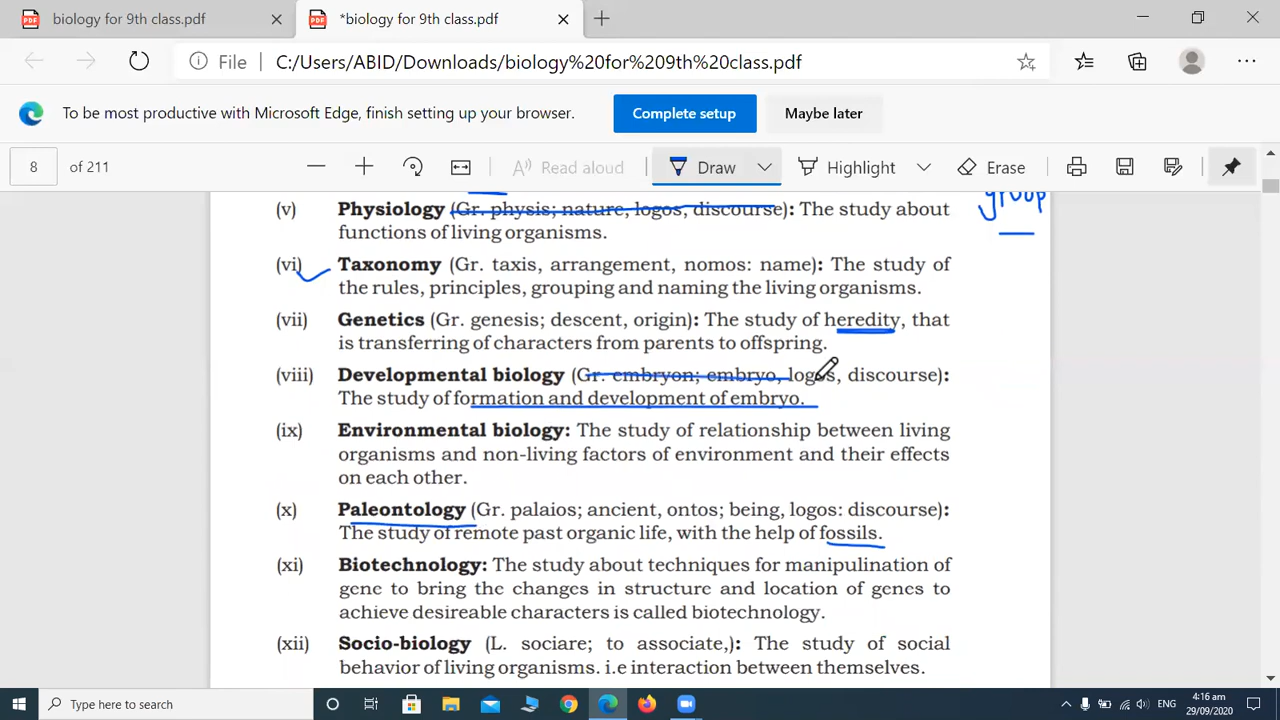 biology for 9th class.pdf
*biology for 9th class.pdf
File C:/Users/ABID/Downloads/biology%20for%209th%20class.pdf
To be most productive with Microsoft Edge, finish setting up your browser. Complete setup Maybe later
8 of 211 Read aloud Draw Highlight Erase
group
(v) Physiology (Gr. physis; nature, logos, discourse): The study about
functions of living organisms.
(vi) Taxonomy (Gr. taxis, arrangement, nomos: name): The study of
the rules, principles, grouping and naming the living organisms.
(vii) Genetics (Gr. genesis; descent, origin): The study of heredity, that
is transferring of characters from parents to offspring.
(viii) Developmental biology (Gr. embryon; embryo, logos, discourse):
The study of formation and development of embryo.
(ix) Environmental biology: The study of relationship between living
organisms and non-living factors of environment and their effects
on each other.
(x) Paleontology (Gr. palaios; ancient, ontos; being, logos: discourse):
The study of remote past organic life, with the help of fossils.
(xi) Biotechnology: The study about techniques for manipulination of
gene to bring the changes in structure and location of genes to
achieve desireable characters is called biotechnology.
(xii) Socio-biology (L. sociare; to associate,): The study of social
behavior of living organisms. i.e interaction between themselves.
Type here to search
4:16 am
29/09/2020